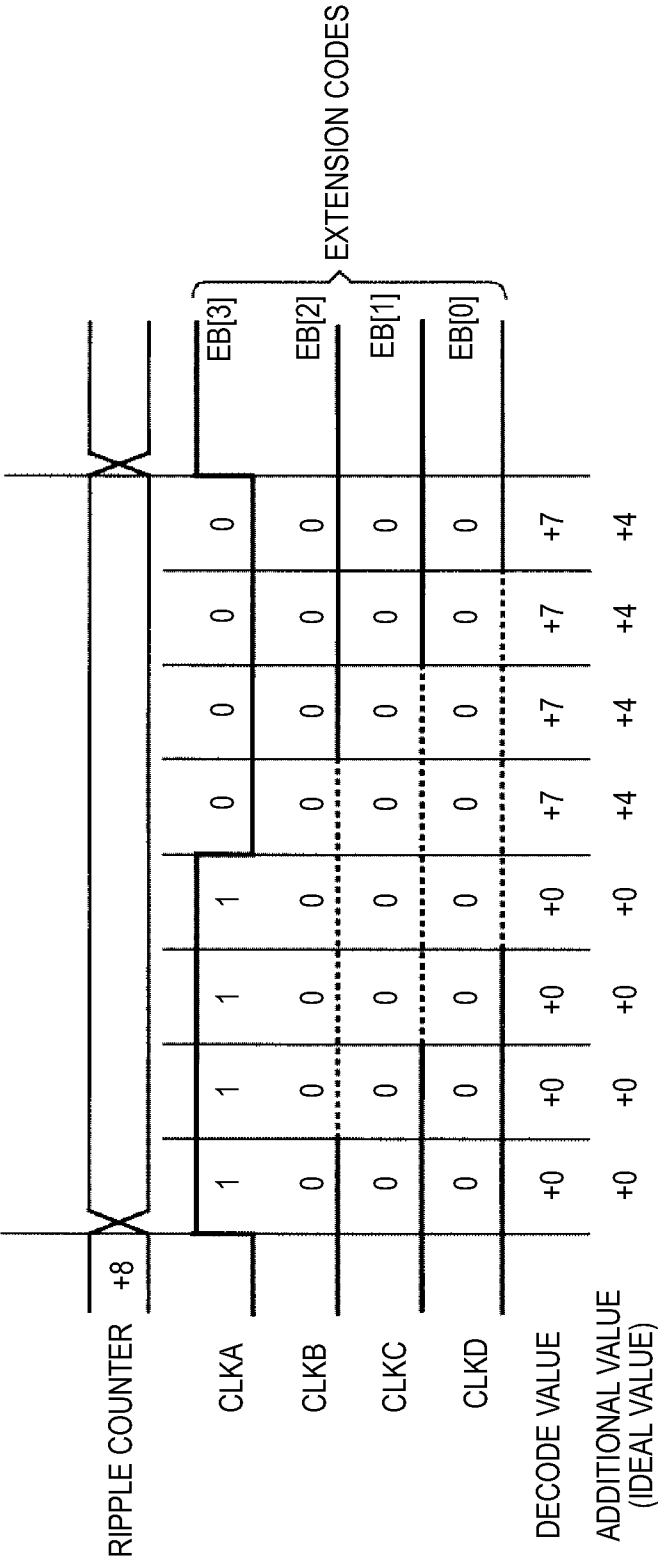 RIPPLE COUNTER +8
CLKA 1 1 1 1 0 0 0 0 EB[3]
CLKB 0 0 0 0 0 0 0 0 EB[2]
CLKC 0 0 0 0 0 0 0 0 EB[1]
CLKD 0 0 0 0 0 0 0 0 EB[0]
EXTENSION CODES
DECODE VALUE +0 +0 +0 +0 +7 +7 +7 +7
ADDITIONAL VALUE +0 +0 +0 +0 +4 +4 +4 +4
(IDEAL VALUE)